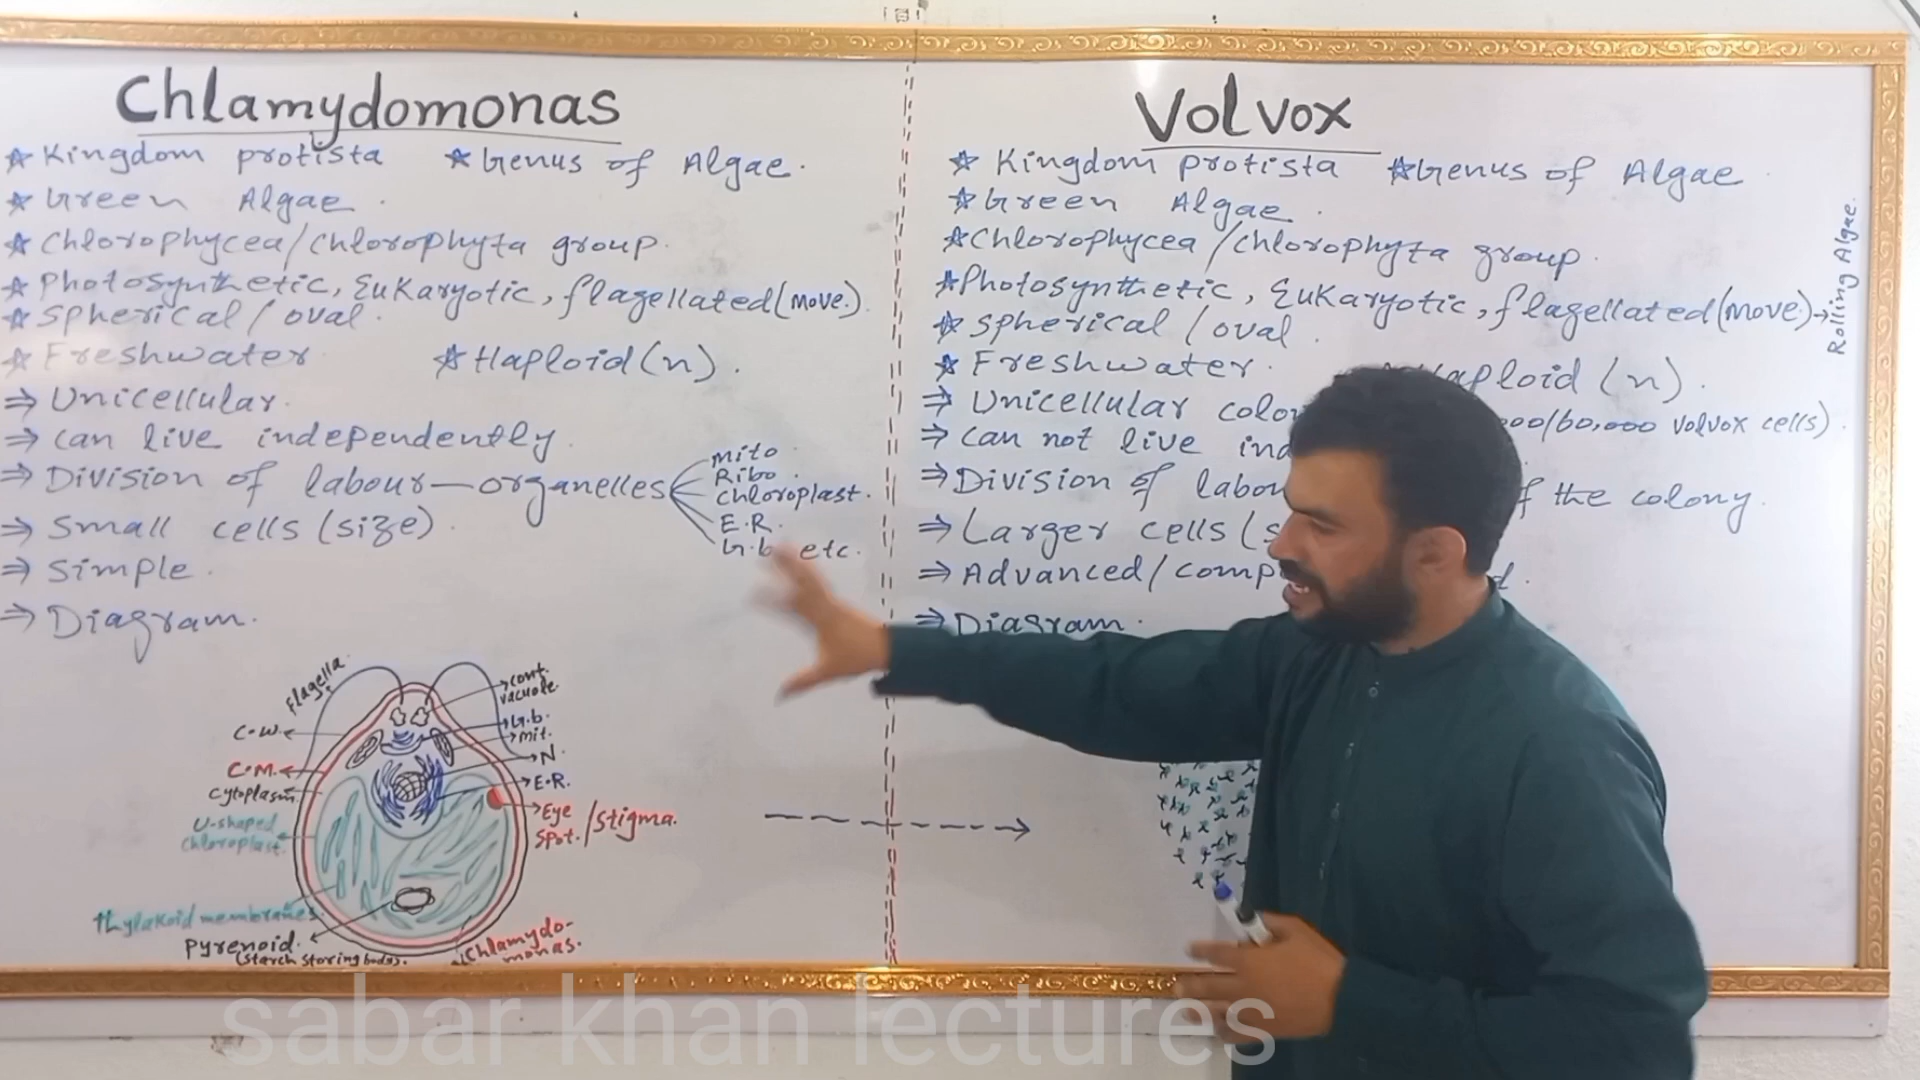 Chlamydomonas
★ Kingdom protista ★ Genus of Algae.
★ Green Algae.
★ Chlorophycea/chlorophyta group.
★ Photosynthetic, Eukaryotic, flagellated (move).
★ Spherical/oval.
★ Freshwater ★ Haploid (n).
⇒ Unicellular.
⇒ can live independently.
⇒ Division of labour—organelles
mito.
Ribo.
chloroplast.
E.R.
etc.
⇒ Small cells (size).
⇒ Simple.
⇒ Diagram.
flagella.
C.W.
C.M.
Cytoplasm.
U-shaped
chloroplast.
thylakoid membranes.
pyrenoid.
(starch storing body).
cont.
vacuole.
G.b.
mit.
N.
E.R.
Eye
Spot./stigma.
Chlamydo-
monas.
Volvox
★ Kingdom protista ★ Genus of Algae
★ Green Algae.
★ Chlorophycea/chlorophyta group.
★ Photosynthetic, Eukaryotic, flagellated (move)→
Rolling Algae.
★ Spherical/oval.
★ Freshwater. (n).
⇒ Unicellular /60,000 volvox cells).
⇒ can not live
⇒ Division of the colony.
⇒ Larger cells
⇒ Advanced/
⇒ Diagram.
sabar khan lectures